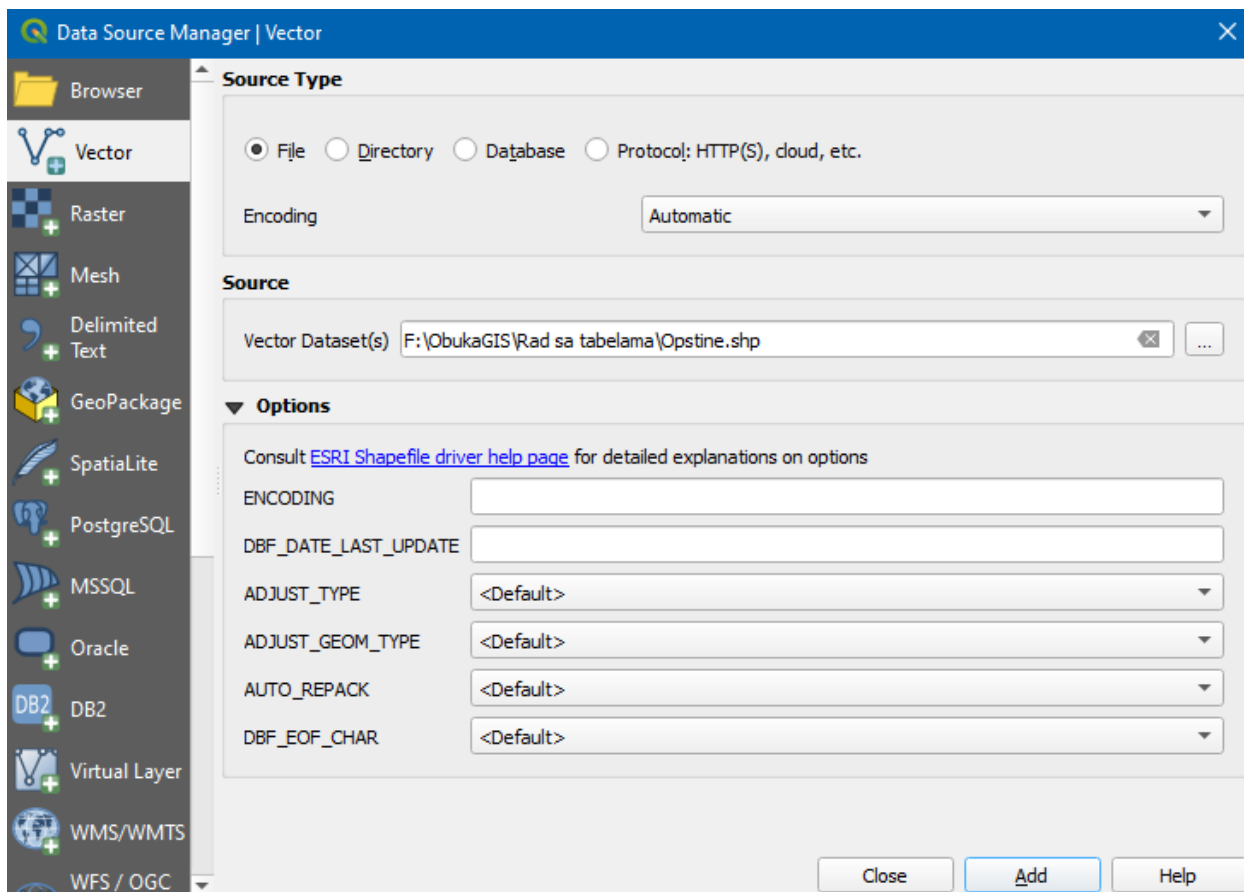 Data Source Manager | Vector
Browser
Vector
Raster
Mesh
Delimited
Text
GeoPackage
SpatiaLite
PostgreSQL
MSSQL
Oracle
DB2
DB2
Virtual Layer
WMS/WMTS
WFS / OGC
Source Type
File Directory Database Protocol: HTTP(S), cloud, etc.
Encoding Automatic
Source
Vector Dataset(s) F:\ObukaGIS\Rad sa tabelama\Opstine.shp ...
Options
Consult ESRI Shapefile driver help page for detailed explanations on options
ENCODING
DBF_DATE_LAST_UPDATE
ADJUST_TYPE <Default>
ADJUST_GEOM_TYPE <Default>
AUTO_REPACK <Default>
DBF_EOF_CHAR <Default>
Close Add Help